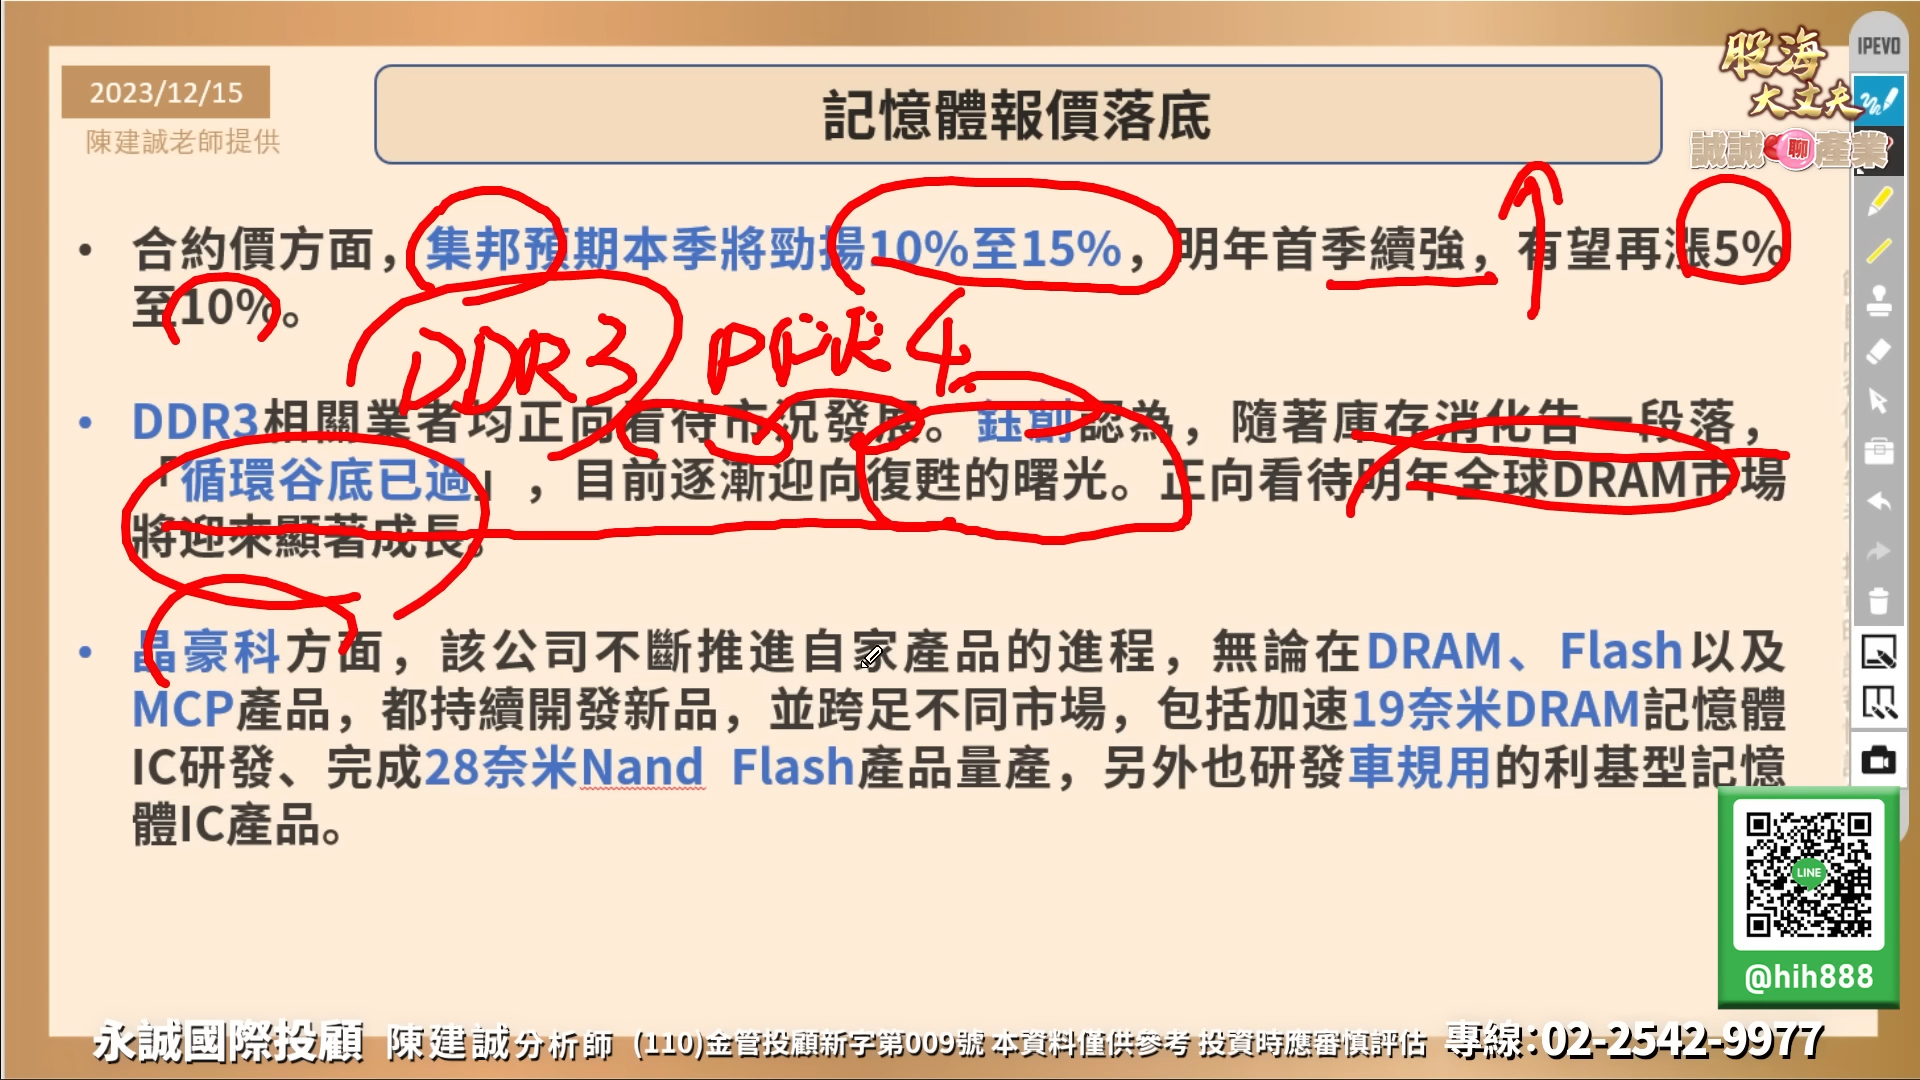 IPEVO
股海
大丈夫
誠誠聊產業
2023/12/15
陳建誠老師提供
記憶體報價落底
• 合約價方面，集邦預期本季將勁揚10%至15%，明年首季續強，有望再漲5%
至10%。
DDR3
• DDR3相關業者均正向看待市況發展。鈺創認為，隨著庫存消化告一段落，
「循環谷底已過」，目前逐漸迎向復甦的曙光。正向看待明年全球DRAM市場
將迎來顯著成長。
• 晶豪科方面，該公司不斷推進自家產品的進程，無論在DRAM、Flash以及
MCP產品，都持續開發新品，並跨足不同市場，包括加速19奈米DRAM記憶體
IC研發、完成28奈米Nand Flash產品量產，另外也研發車規用的利基型記憶
體IC產品。
LINE
@hih888
永誠國際投顧 陳建誠分析師 (110)金管投顧新字第009號 本資料僅供參考 投資時應審慎評估 專線:02-2542-9977